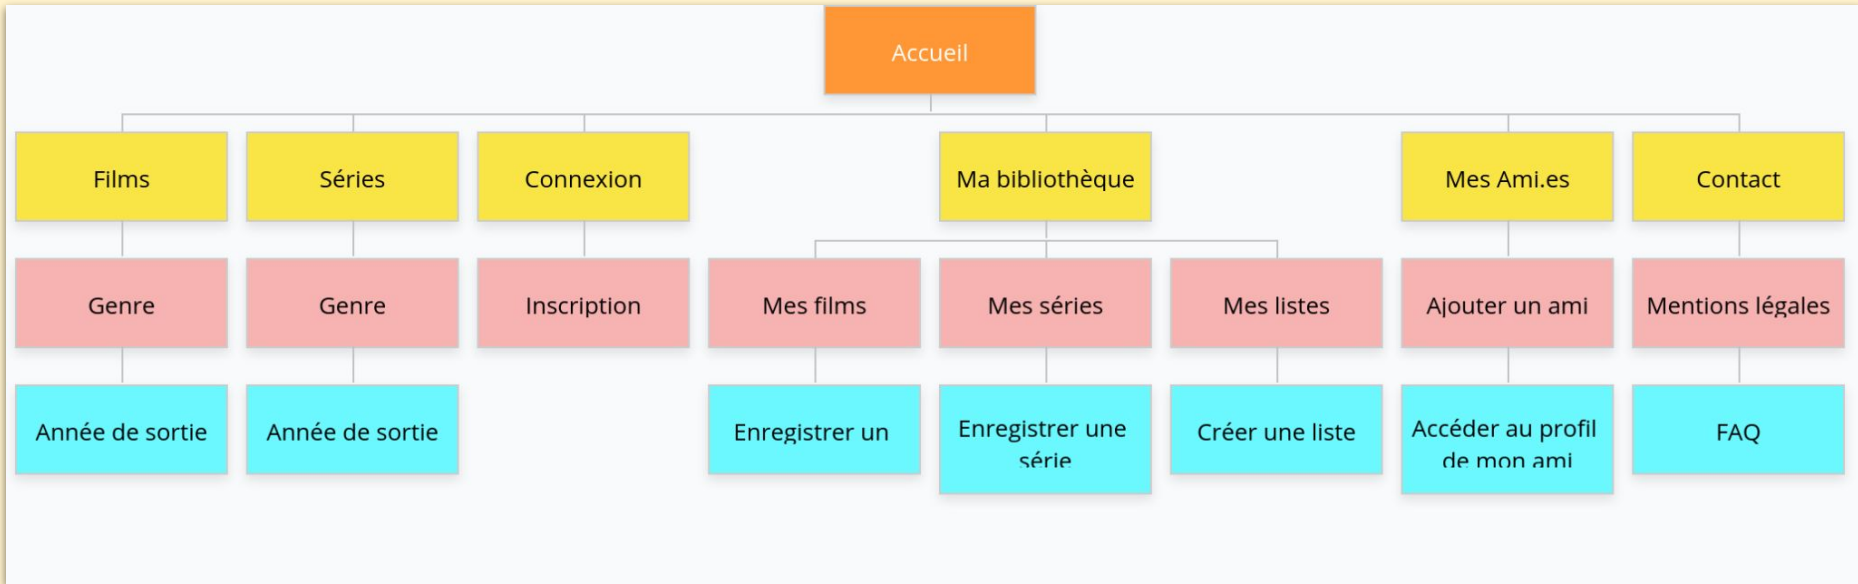 Accueil
Films
Séries
Connexion
Ma bibliothèque
Mes Ami.es
Contact
Genre
Genre
Inscription
Mes films
Mes séries
Mes listes
Ajouter un ami
Mentions légales
Année de sortie
Année de sortie
Enregistrer un
Enregistrer une
série
Créer une liste
Accéder au profil
de mon ami
FAQ